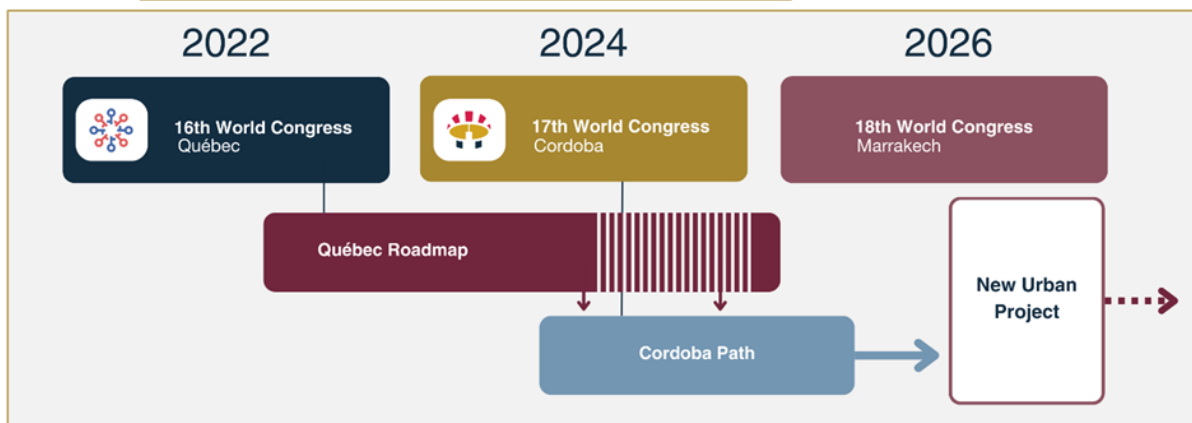 2022
2024
2026
16th World Congress
Québec
17th World Congress
Cordoba
18th World Congress
Marrakech
Québec Roadmap
New Urban
Project
Cordoba Path